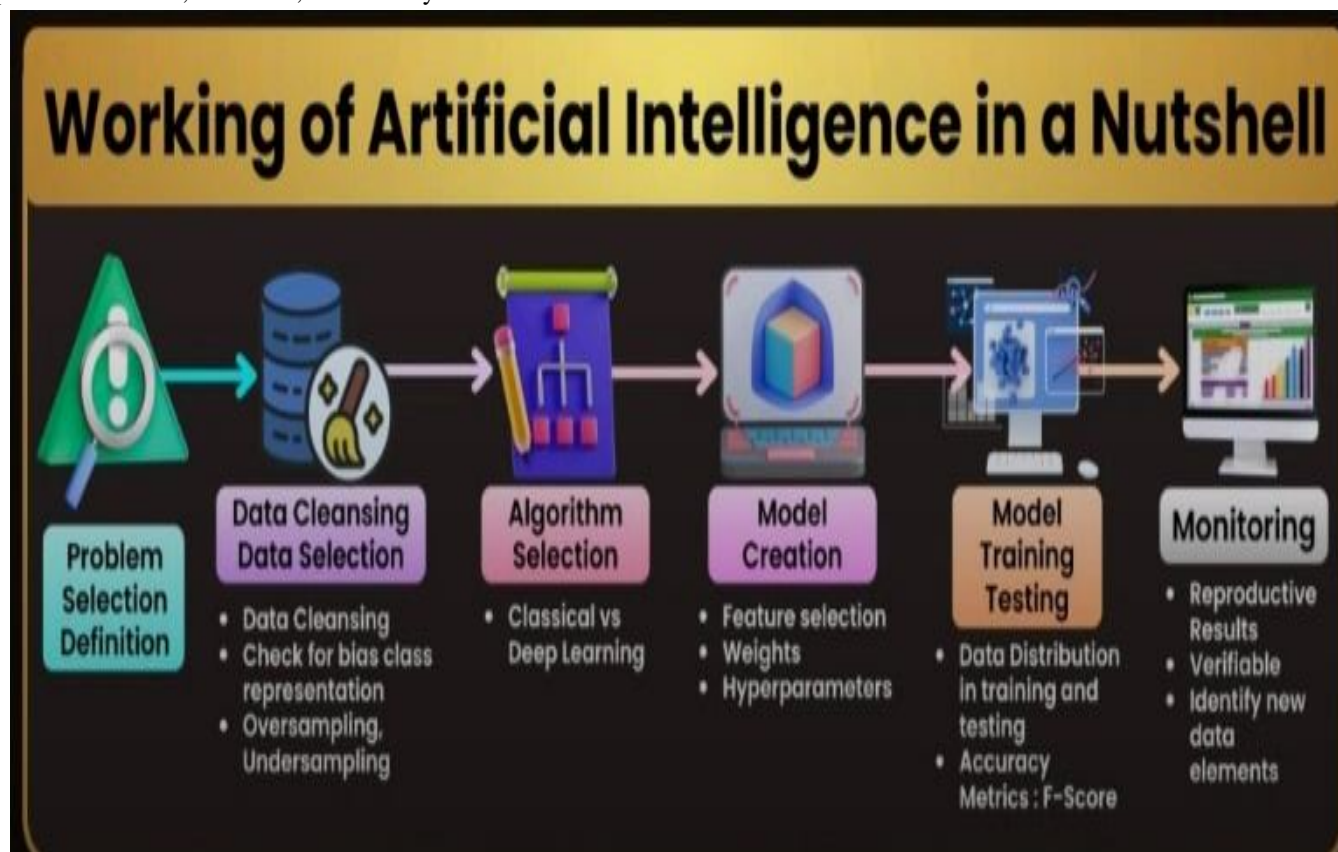 Working of Artificial Intelligence in a Nutshell
Problem
Selection
Definition
Data Cleansing
Data Selection
• Data Cleansing
• Check for bias class
representation
• Oversampling,
Undersampling
Algorithm
Selection
• Classical vs
Deep Learning
Model
Creation
• Feature selection
• Weights
• Hyperparameters
Model
Training
Testing
• Data Distribution
in training and
testing
• Accuracy
Metrics : F-Score
Monitoring
• Reproductive
Results
• Verifiable
• Identify new
data
elements